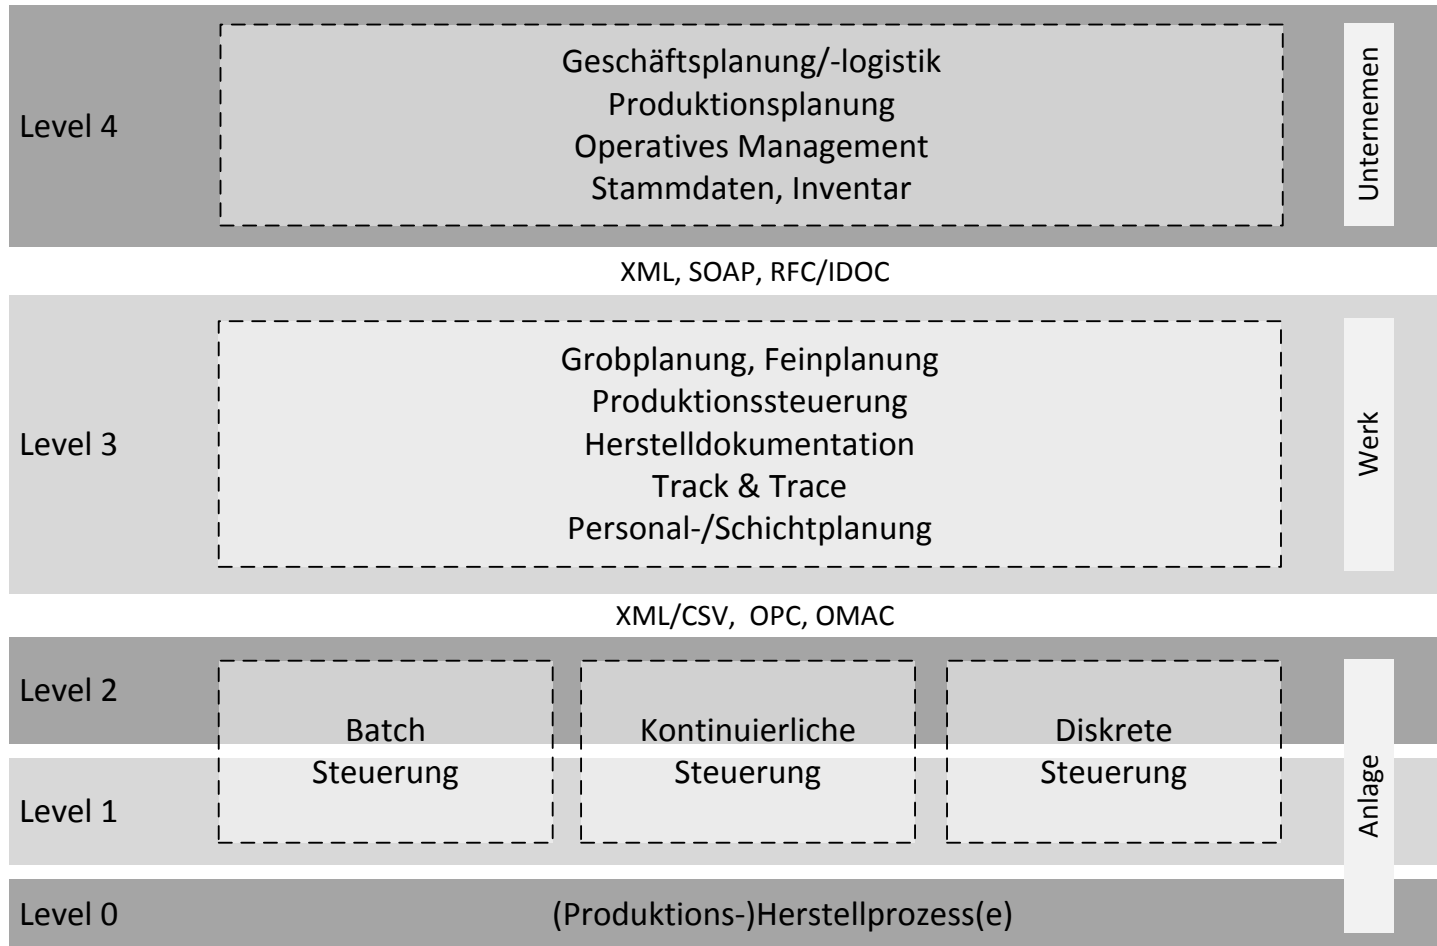 Level 4
Geschäftsplanung/-logistik
Produktionsplanung
Operatives Management
Stammdaten, Inventar
Unternemen
XML, SOAP, RFC/IDOC
Level 3
Grobplanung, Feinplanung
Produktionssteuerung
Herstelldokumentation
Track & Trace
Personal-/Schichtplanung
Werk
XML/CSV,  OPC, OMAC
Level 2
Batch
Steuerung
Kontinuierliche
Steuerung
Diskrete
Steuerung
Level 1
Anlage
Level 0
(Produktions-)Herstellprozess(e)